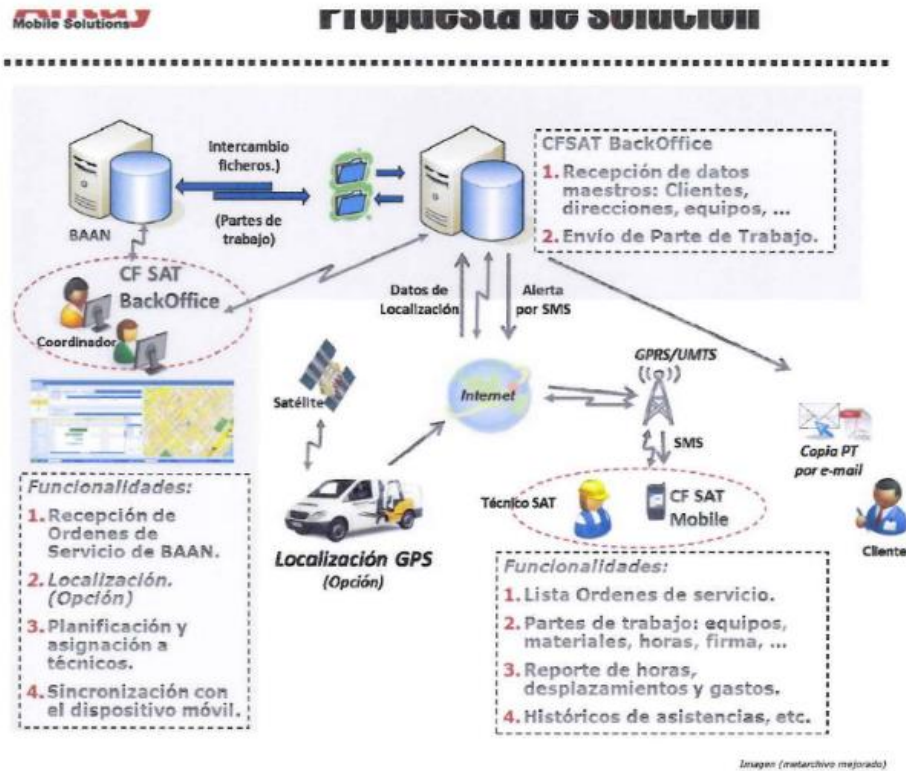 Antay
Mobile Solutions
Propuesta de Solución
Intercambio
ficheros.)
(Partes de
trabajo)
BAAN
CFSAT BackOffice
1. Recepción de datos
maestros: Clientes,
direcciones, equipos, ...
2. Envío de Parte de Trabajo.
CF SAT
BackOffice
Coordinador
Datos de
Localización
Alerta
por SMS
GPRS/UMTS
Satélite
Internet
SMS
Copia PT
por e-mail
Técnico SAT
CF SAT
Mobile
Cliente
Localización GPS
(Opción)
Funcionalidades:
1. Recepción de
Ordenes de
Servicio de BAAN.
2. Localización.
(Opción)
3. Planificación y
asignación a
técnicos.
4. Sincronización con
el dispositivo móvil.
Funcionalidades:
1. Lista Ordenes de servicio.
2. Partes de trabajo: equipos,
materiales, horas, firma, ...
3. Reporte de horas,
desplazamientos y gastos.
4. Históricos de asistencias, etc.
Imagen (metarchivo mejorado)